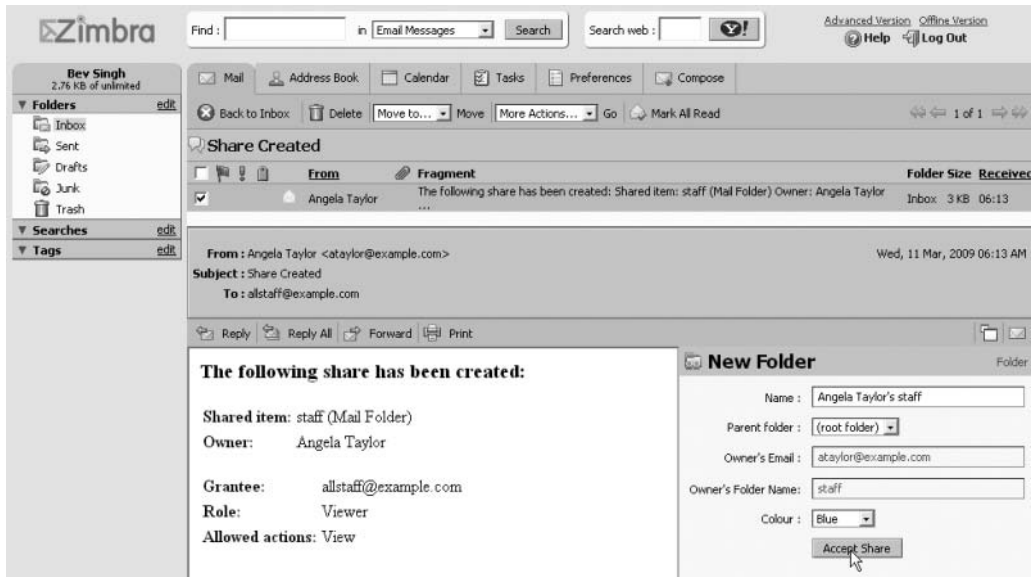 Zimbra
Find :
in Email Messages
Search
Search web :
Y!
Advanced Version Offline Version
Help Log Out
Bev Singh
2.76 KB of unlimited
Folders edit
Inbox
Sent
Drafts
Junk
Trash
Searches edit
Tags edit
Mail Address Book Calendar Tasks Preferences Compose
Back to Inbox Delete Move to... Move More Actions... Go Mark All Read 1 of 1
Share Created
From Fragment Folder Size Received
Angela Taylor The following share has been created: Shared item: staff (Mail Folder) Owner: Angela Taylor
... Inbox 3 KB 06:13
From : Angela Taylor <ataylor@example.com> Wed, 11 Mar, 2009 06:13 AM
Subject : Share Created
To : allstaff@example.com
Reply Reply All Forward Print
The following share has been created:
Shared item: staff (Mail Folder)
Owner: Angela Taylor
Grantee: allstaff@example.com
Role: Viewer
Allowed actions: View
New Folder Folder
Name : Angela Taylor's staff
Parent folder : (root folder)
Owner's Email : ataylor@example.com
Owner's Folder Name: staff
Colour : Blue
Accept Share